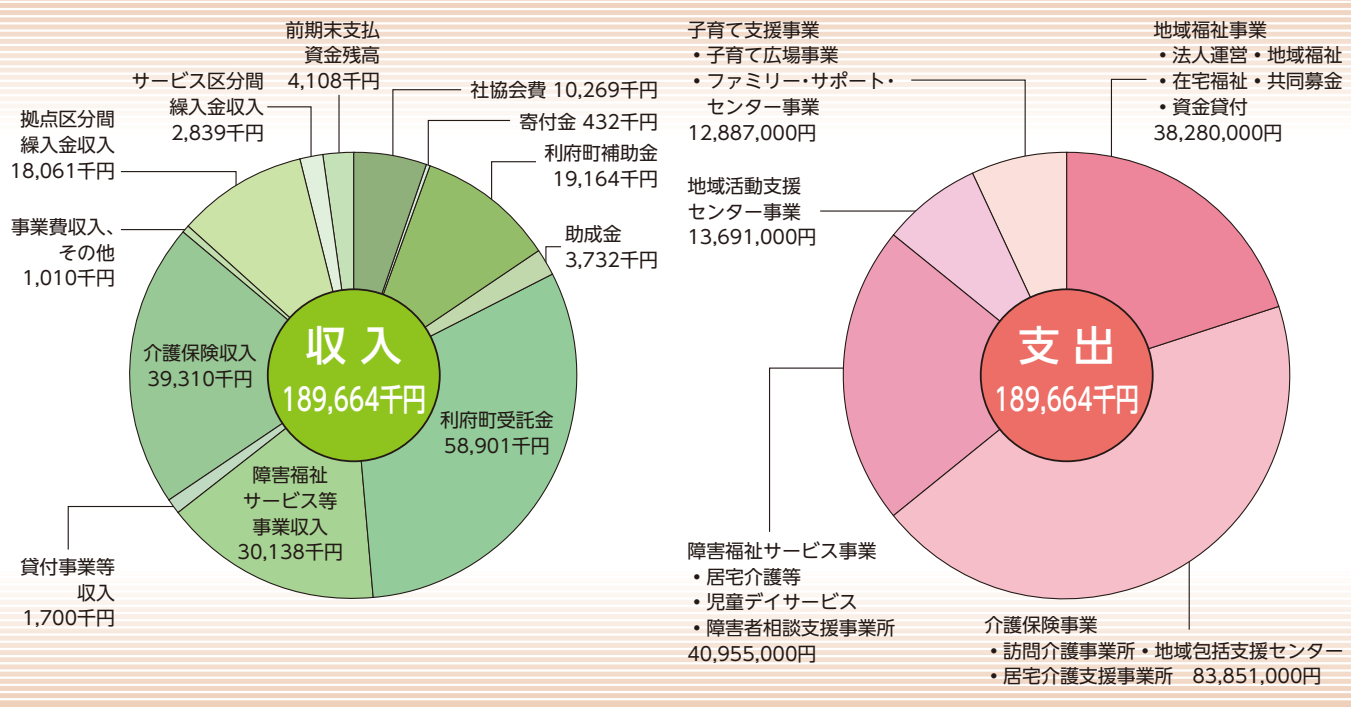 前期末支払
資金残高
4,108千円
サービス区分間
繰入金収入
2,839千円
拠点区分間
繰入金収入
18,061千円
事業費収入、
その他
1,010千円
介護保険収入
39,310千円
貸付事業等
収入
1,700千円
障害福祉
サービス等
事業収入
30,138千円
収入
189,664千円
社協会費 10,269千円
寄付金 432千円
利府町補助金
19,164千円
助成金
3,732千円
利府町受託金
58,901千円
子育て支援事業
・子育て広場事業
・ファミリー・サポート・
センター事業
12,887,000円
地域活動支援
センター事業
13,691,000円
地域福祉事業
・法人運営・地域福祉
・在宅福祉・共同募金
・資金貸付
38,280,000円
支出
189,664千円
障害福祉サービス事業
・居宅介護等
・児童デイサービス
・障害者相談支援事業所
40,955,000円
介護保険事業
・訪問介護事業所・地域包括支援センター
・居宅介護支援事業所 83,851,000円